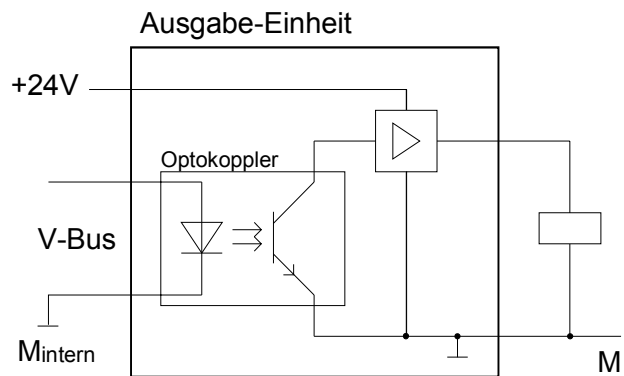 Ausgabe-Einheit
+24V
Optokoppler
V-Bus
Mintern
M